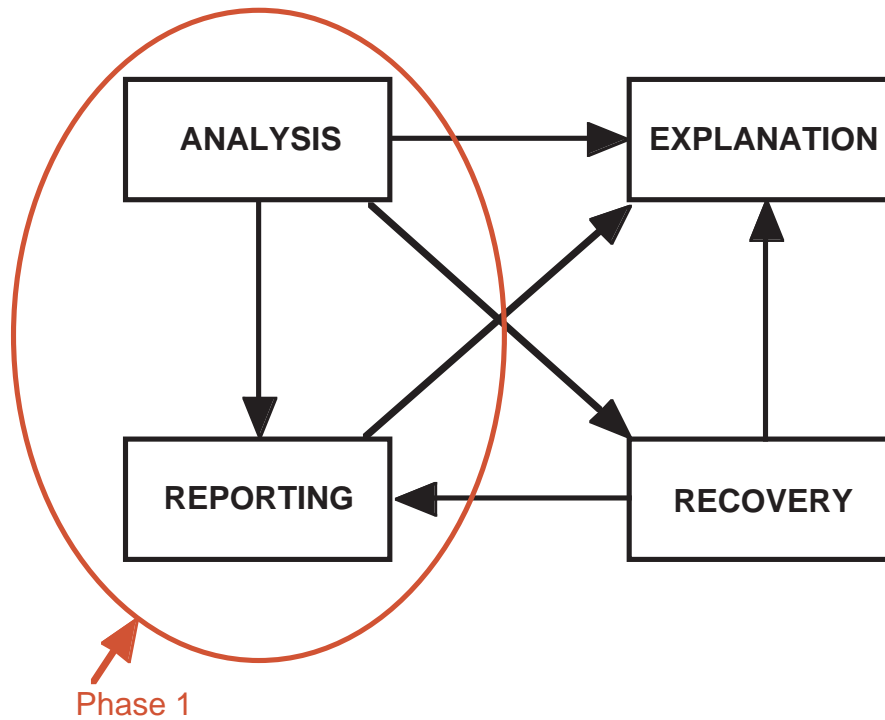 ANALYSIS
EXPLANATION
REPORTING
RECOVERY
Phase 1